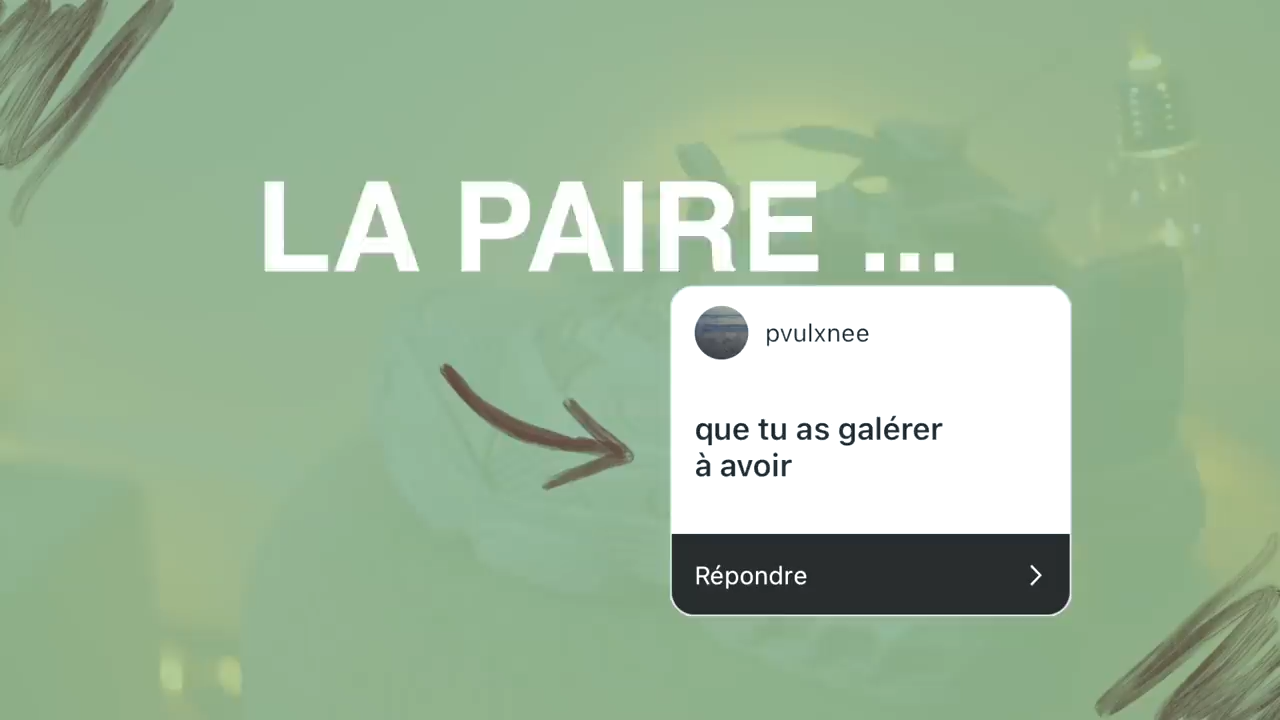 LA PAIRE ...
pvulxnee
que tu as galérer
à avoir
Répondre